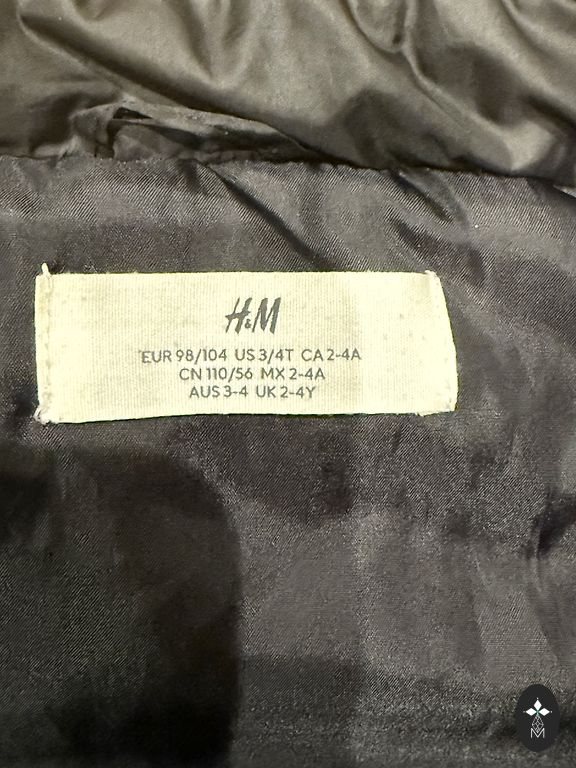 H&M
EUR 98/104 US 3/4T CA 2-4A
CN 110/56 MX 2-4A
AUS 3-4 UK 2-4Y
M